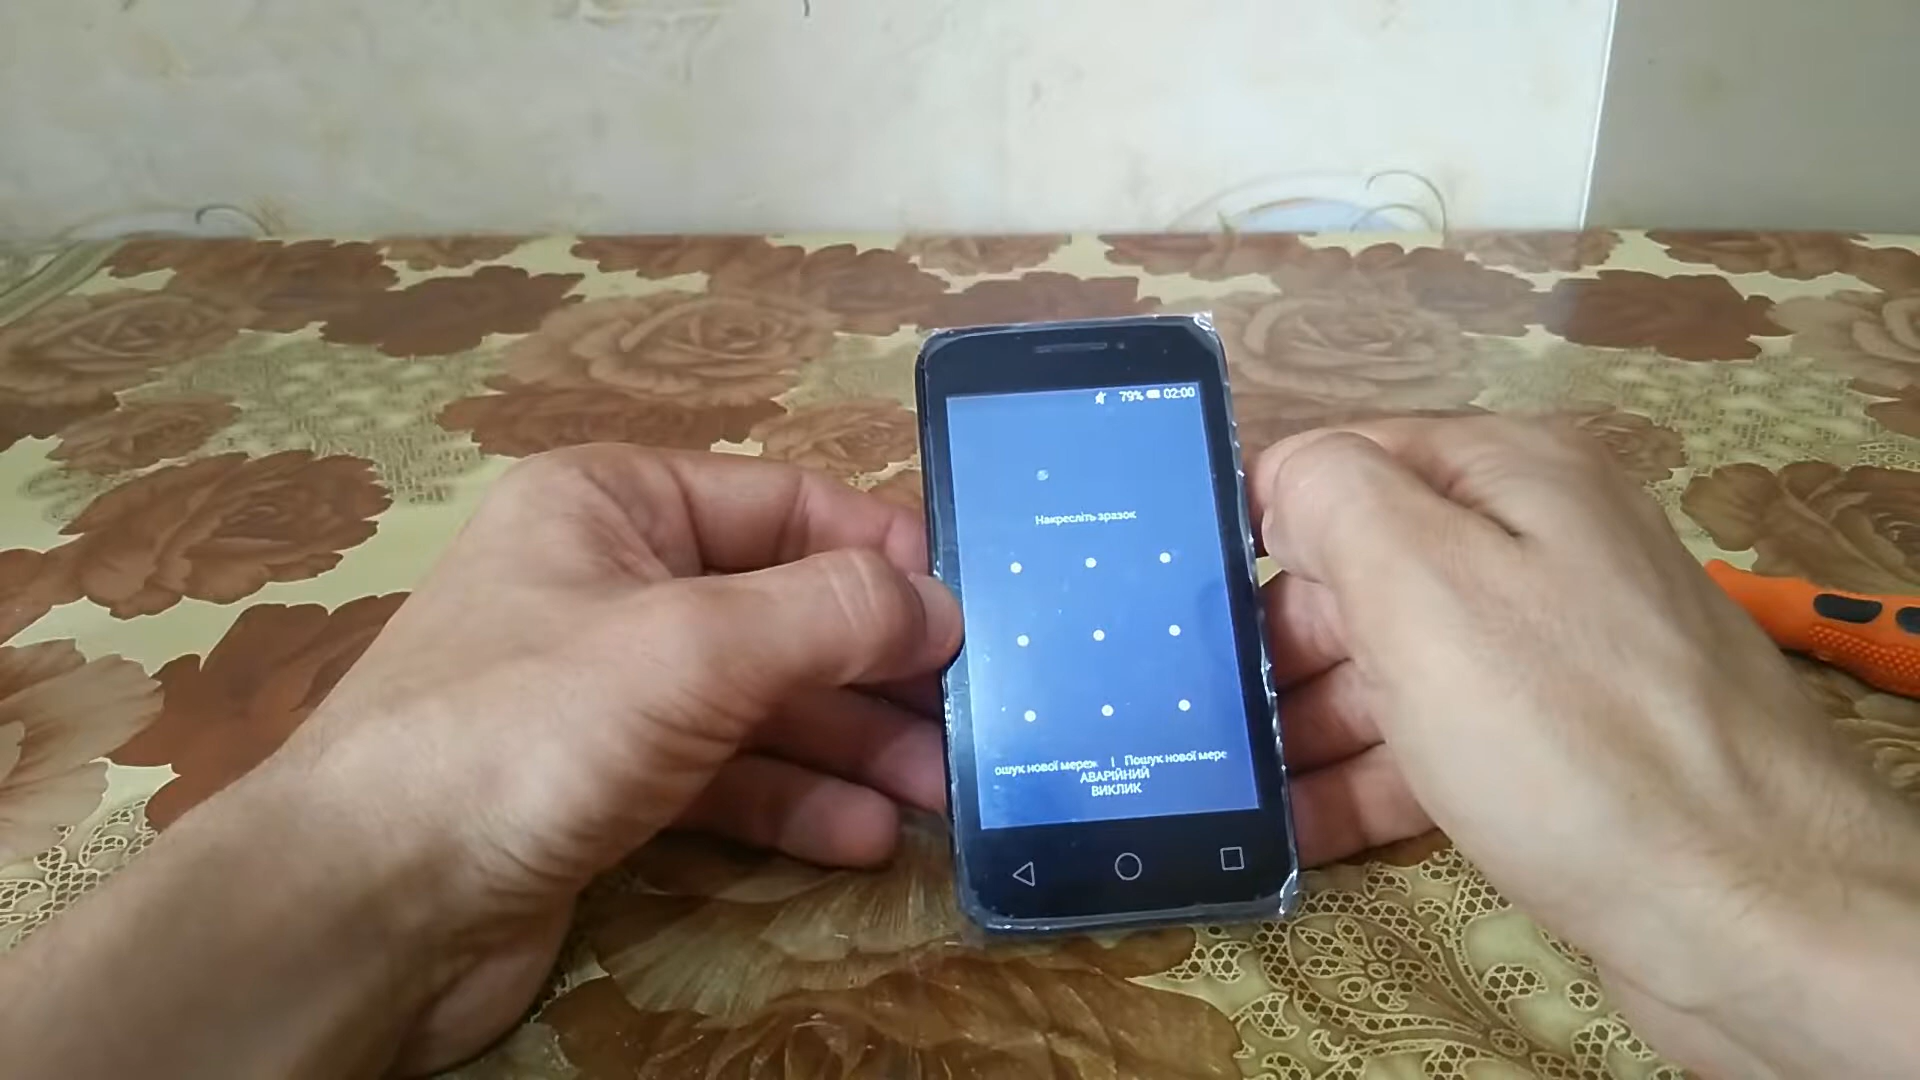 79% 02:00
Накресліть зразок
ошук нової мереж | Пошук нової мере
АВАРІЙНИЙ
ВИКЛИК